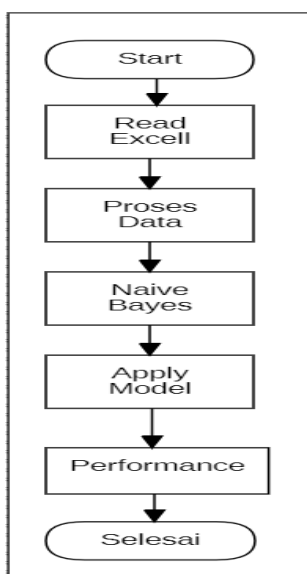 Start
Read
Excell
Proses
Data
Naive
Bayes
Apply
Model
Performance
Selesai